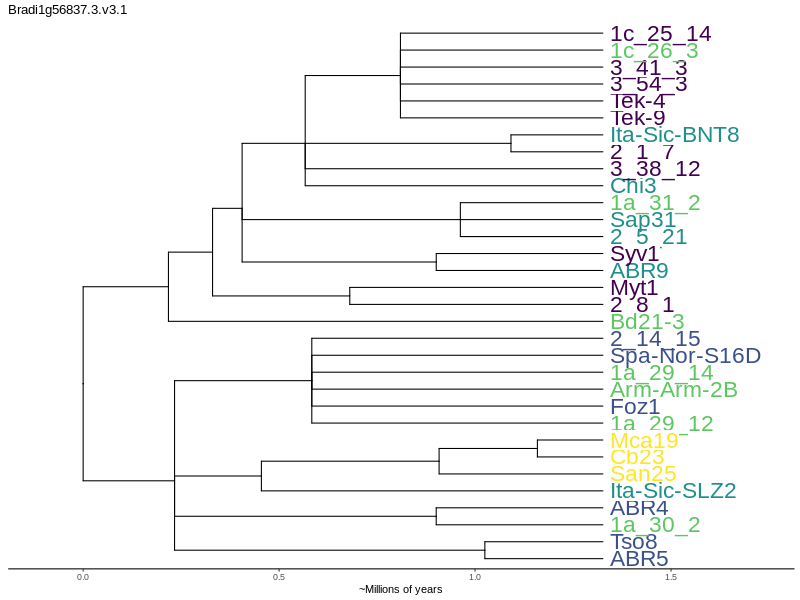 Bradi1g56837.3.v3.1
1c_25_14
1c_26_3
3_41_3
3_54_3
Tek-4
Tek-9
Ita-Sic-BNT8
2_1_7
3_38_12
Chi3
1a_31_2
Sap31
2_5_21
Syv1
ABR9
Myt1
2_8_1
Bd21-3
2_14_15
Spa-Nor-S16D
1a_29_14
Arm-Arm-2B
Foz1
1a_29_12
Mca19
Cb23
San25
Ita-Sic-SLZ2
ABR4
1a_30_2
Tso8
ABR5
0.0 0.5 1.0 1.5
~Millions of years